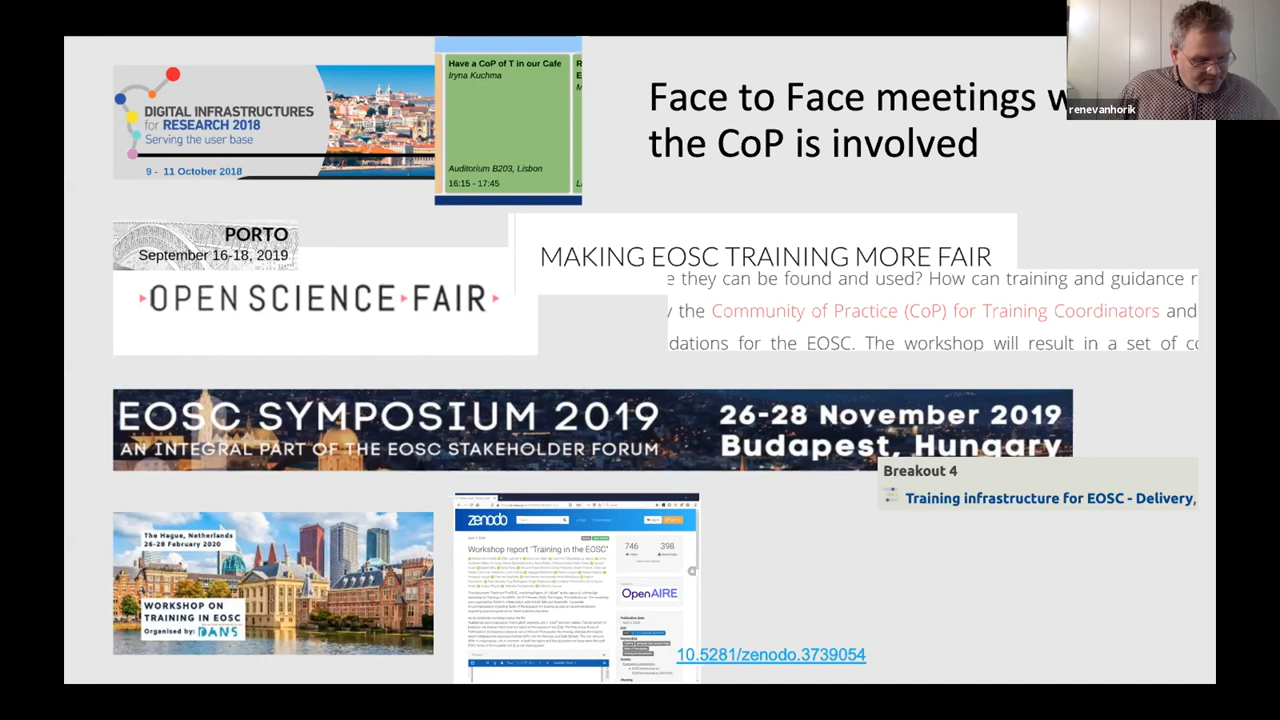 Face to Face meetings w
the CoP is involved
renevanhorik
DIGITAL INFRASTRUCTURES
for RESEARCH 2018
Serving the user base
9 - 11 October 2018
Have a CoP of T in our Cafe
Iryna Kuchma
Auditorium B203, Lisbon
16:15 - 17:45
PORTO
September 16-18, 2019
OPEN SCIENCE FAIR
MAKING EOSC TRAINING MORE FAIR
e they can be found and used? How can training and guidance r
y the Community of Practice (CoP) for Training Coordinators and
dations for the EOSC. The workshop will result in a set of co
EOSC SYMPOSIUM 2019
AN INTEGRAL PART OF THE EOSC STAKEHOLDER FORUM
26-28 November 2019
Budapest, Hungary
Breakout 4
Training infrastructure for EOSC - Delivery,
The Hague, Netherlands
26-28 February 2020
WORKSHOP ON
TRAINING IN EOSC
Organised by: DANS
zenodo
Workshop report "Training in the EOSC"
746
398
OpenAIRE
10.5281/zenodo.3739054